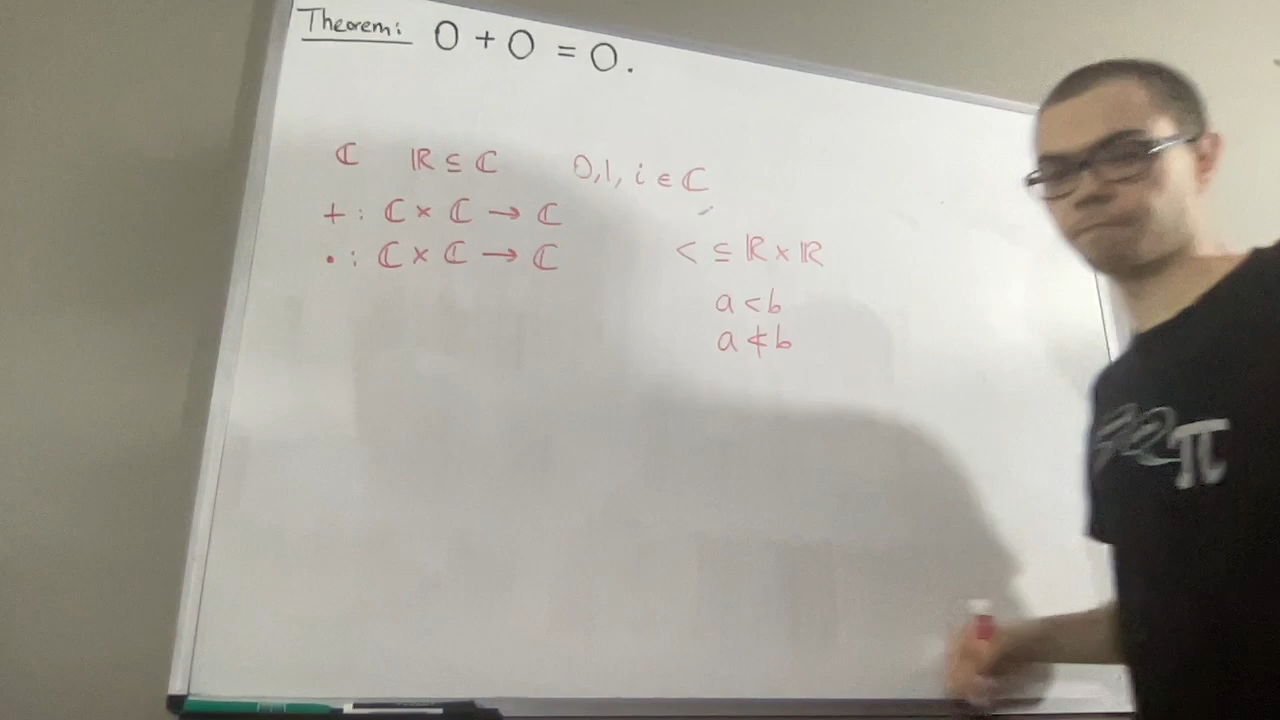 Theorem: 0 + 0 = 0.
ℂ ℝ ⊆ ℂ 0, 1, i ∈ ℂ
+ : ℂ × ℂ → ℂ
· : ℂ × ℂ → ℂ
< ⊆ ℝ × ℝ
a < b
a ≮ b
π